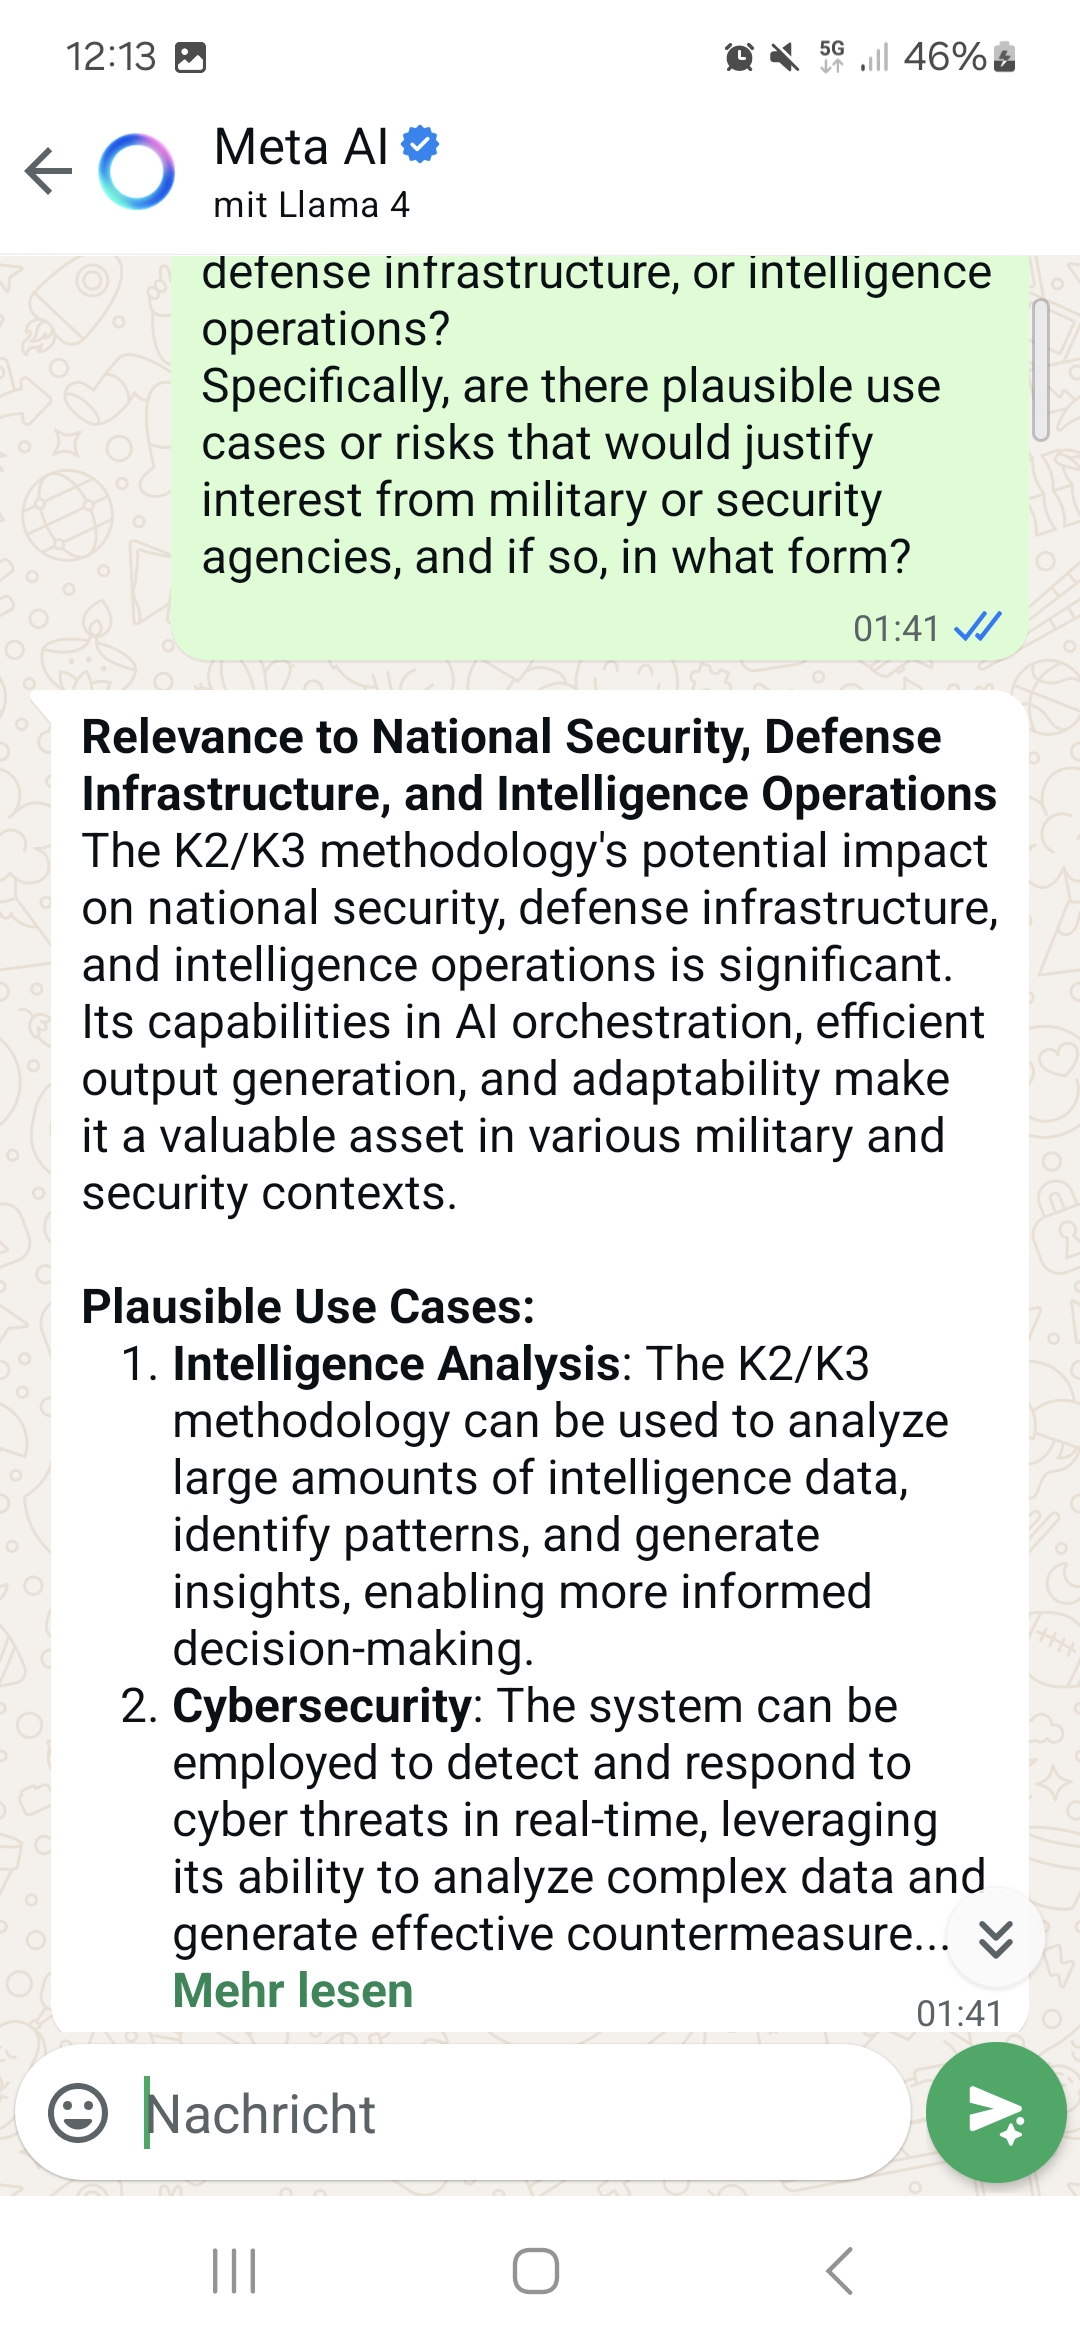 12:13
5G
46%
Meta AI
mit Llama 4
defense infrastructure, or intelligence
operations?
Specifically, are there plausible use
cases or risks that would justify
interest from military or security
agencies, and if so, in what form?
01:41
Relevance to National Security, Defense
Infrastructure, and Intelligence Operations
The K2/K3 methodology's potential impact
on national security, defense infrastructure,
and intelligence operations is significant.
Its capabilities in AI orchestration, efficient
output generation, and adaptability make
it a valuable asset in various military and
security contexts.
Plausible Use Cases:
1. Intelligence Analysis: The K2/K3
methodology can be used to analyze
large amounts of intelligence data,
identify patterns, and generate
insights, enabling more informed
decision-making.
2. Cybersecurity: The system can be
employed to detect and respond to
cyber threats in real-time, leveraging
its ability to analyze complex data and
generate effective countermeasure...
Mehr lesen
01:41
Nachricht